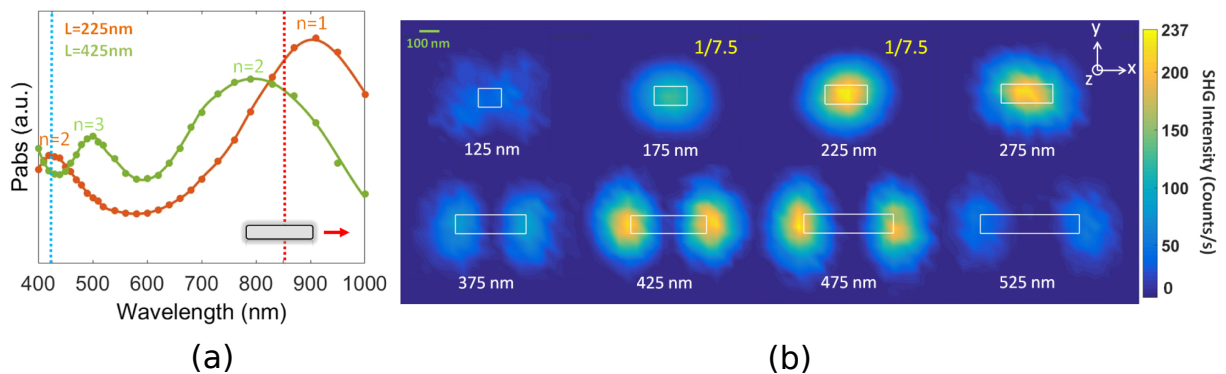 L=225nm
L=425nm
n=1
n=2
n=3
n=2
Pabs (a.u.)
400 500 600 700 800 900 1000
Wavelength (nm)
(a)
100 nm
1/7.5
1/7.5
y
x
z
125 nm
175 nm
225 nm
275 nm
375 nm
425 nm
475 nm
525 nm
237
200
150
100
50
0
SHG Intensity (Counts/s)
(b)